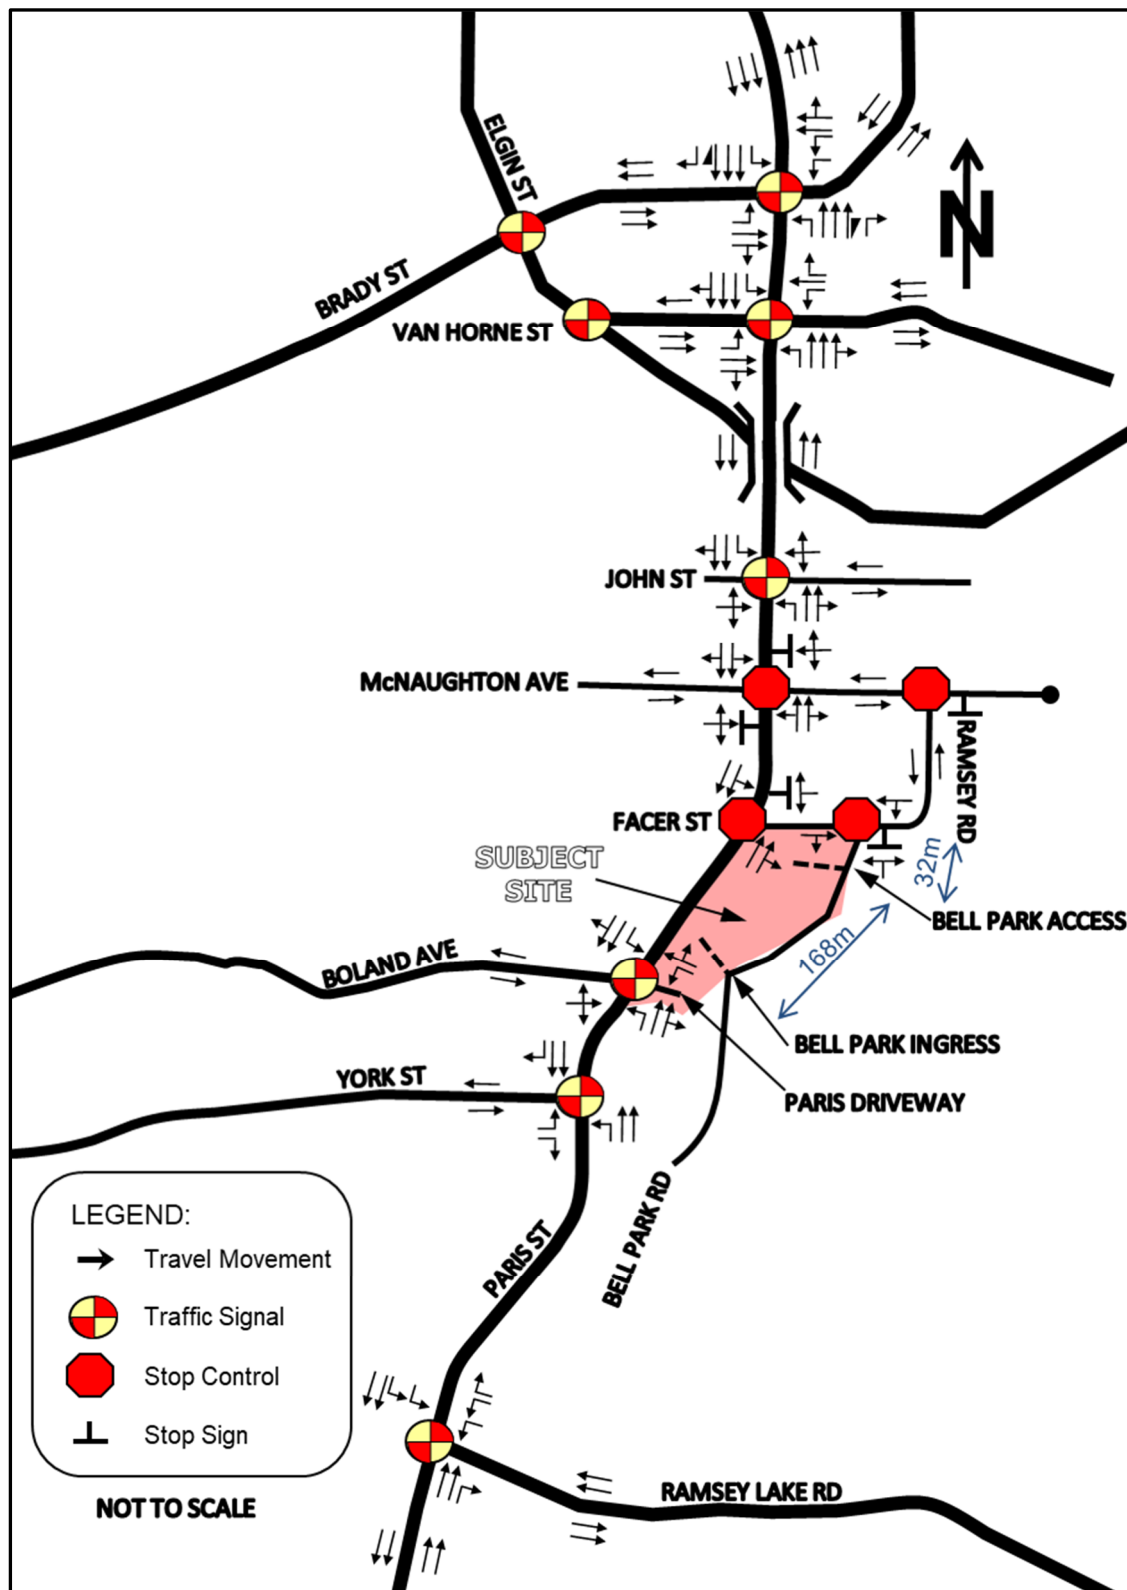 ELGIN ST
N
BRADY ST
VAN HORNE ST
JOHN ST
McNAUGHTON AVE
RAMSEY RD
FACER ST
SUBJECT
SITE
32m
BELL PARK ACCESS
168m
BOLAND AVE
BELL PARK INGRESS
YORK ST
PARIS DRIVEWAY
BELL PARK RD
PARIS ST
LEGEND:
Travel Movement
Traffic Signal
Stop Control
Stop Sign
RAMSEY LAKE RD
NOT TO SCALE